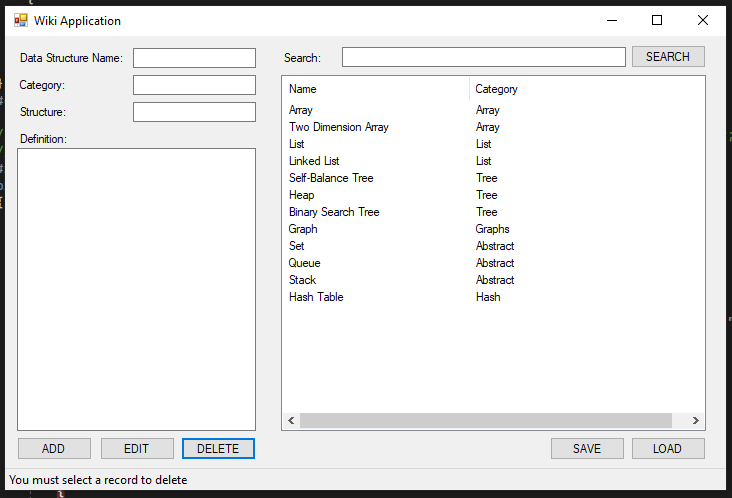 Wiki Application
Data Structure Name:
Category:
Structure:
Definition:
ADD EDIT DELETE
Search: SEARCH
Name Category
Array Array
Two Dimension Array Array
List List
Linked List List
Self-Balance Tree Tree
Heap Tree
Binary Search Tree Tree
Graph Graphs
Set Abstract
Queue Abstract
Stack Abstract
Hash Table Hash
SAVE LOAD
You must select a record to delete